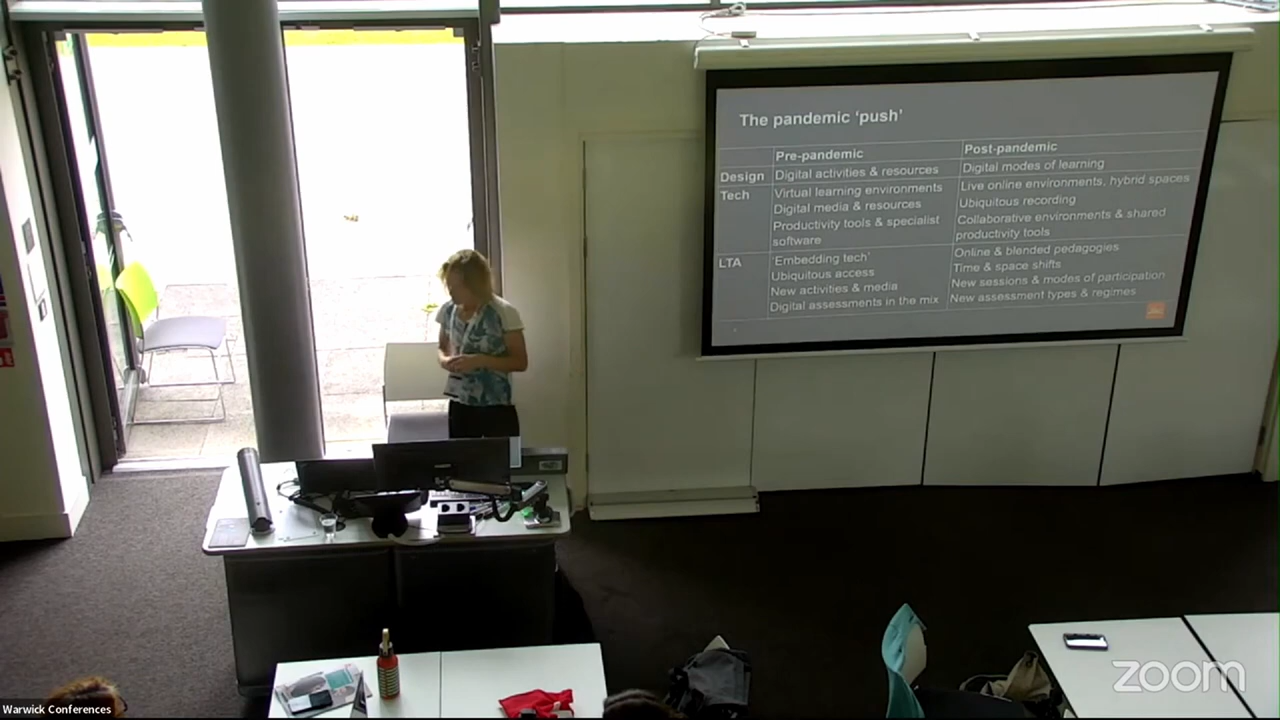 The pandemic 'push'
Pre-pandemic
Post-pandemic
Design
Digital activities & resources
Digital modes of learning
Tech
Virtual learning environments
Digital media & resources
Productivity tools & specialist
software
Live online environments, hybrid spaces
Ubiquitous recording
Collaborative environments & shared
productivity tools
LTA
'Embedding tech'
Ubiquitous access
New activities & media
Digital assessments in the mix
Online & blended pedagogies
Time & space shifts
New sessions & modes of participation
New assessment types & regimes
zoom
Warwick Conferences